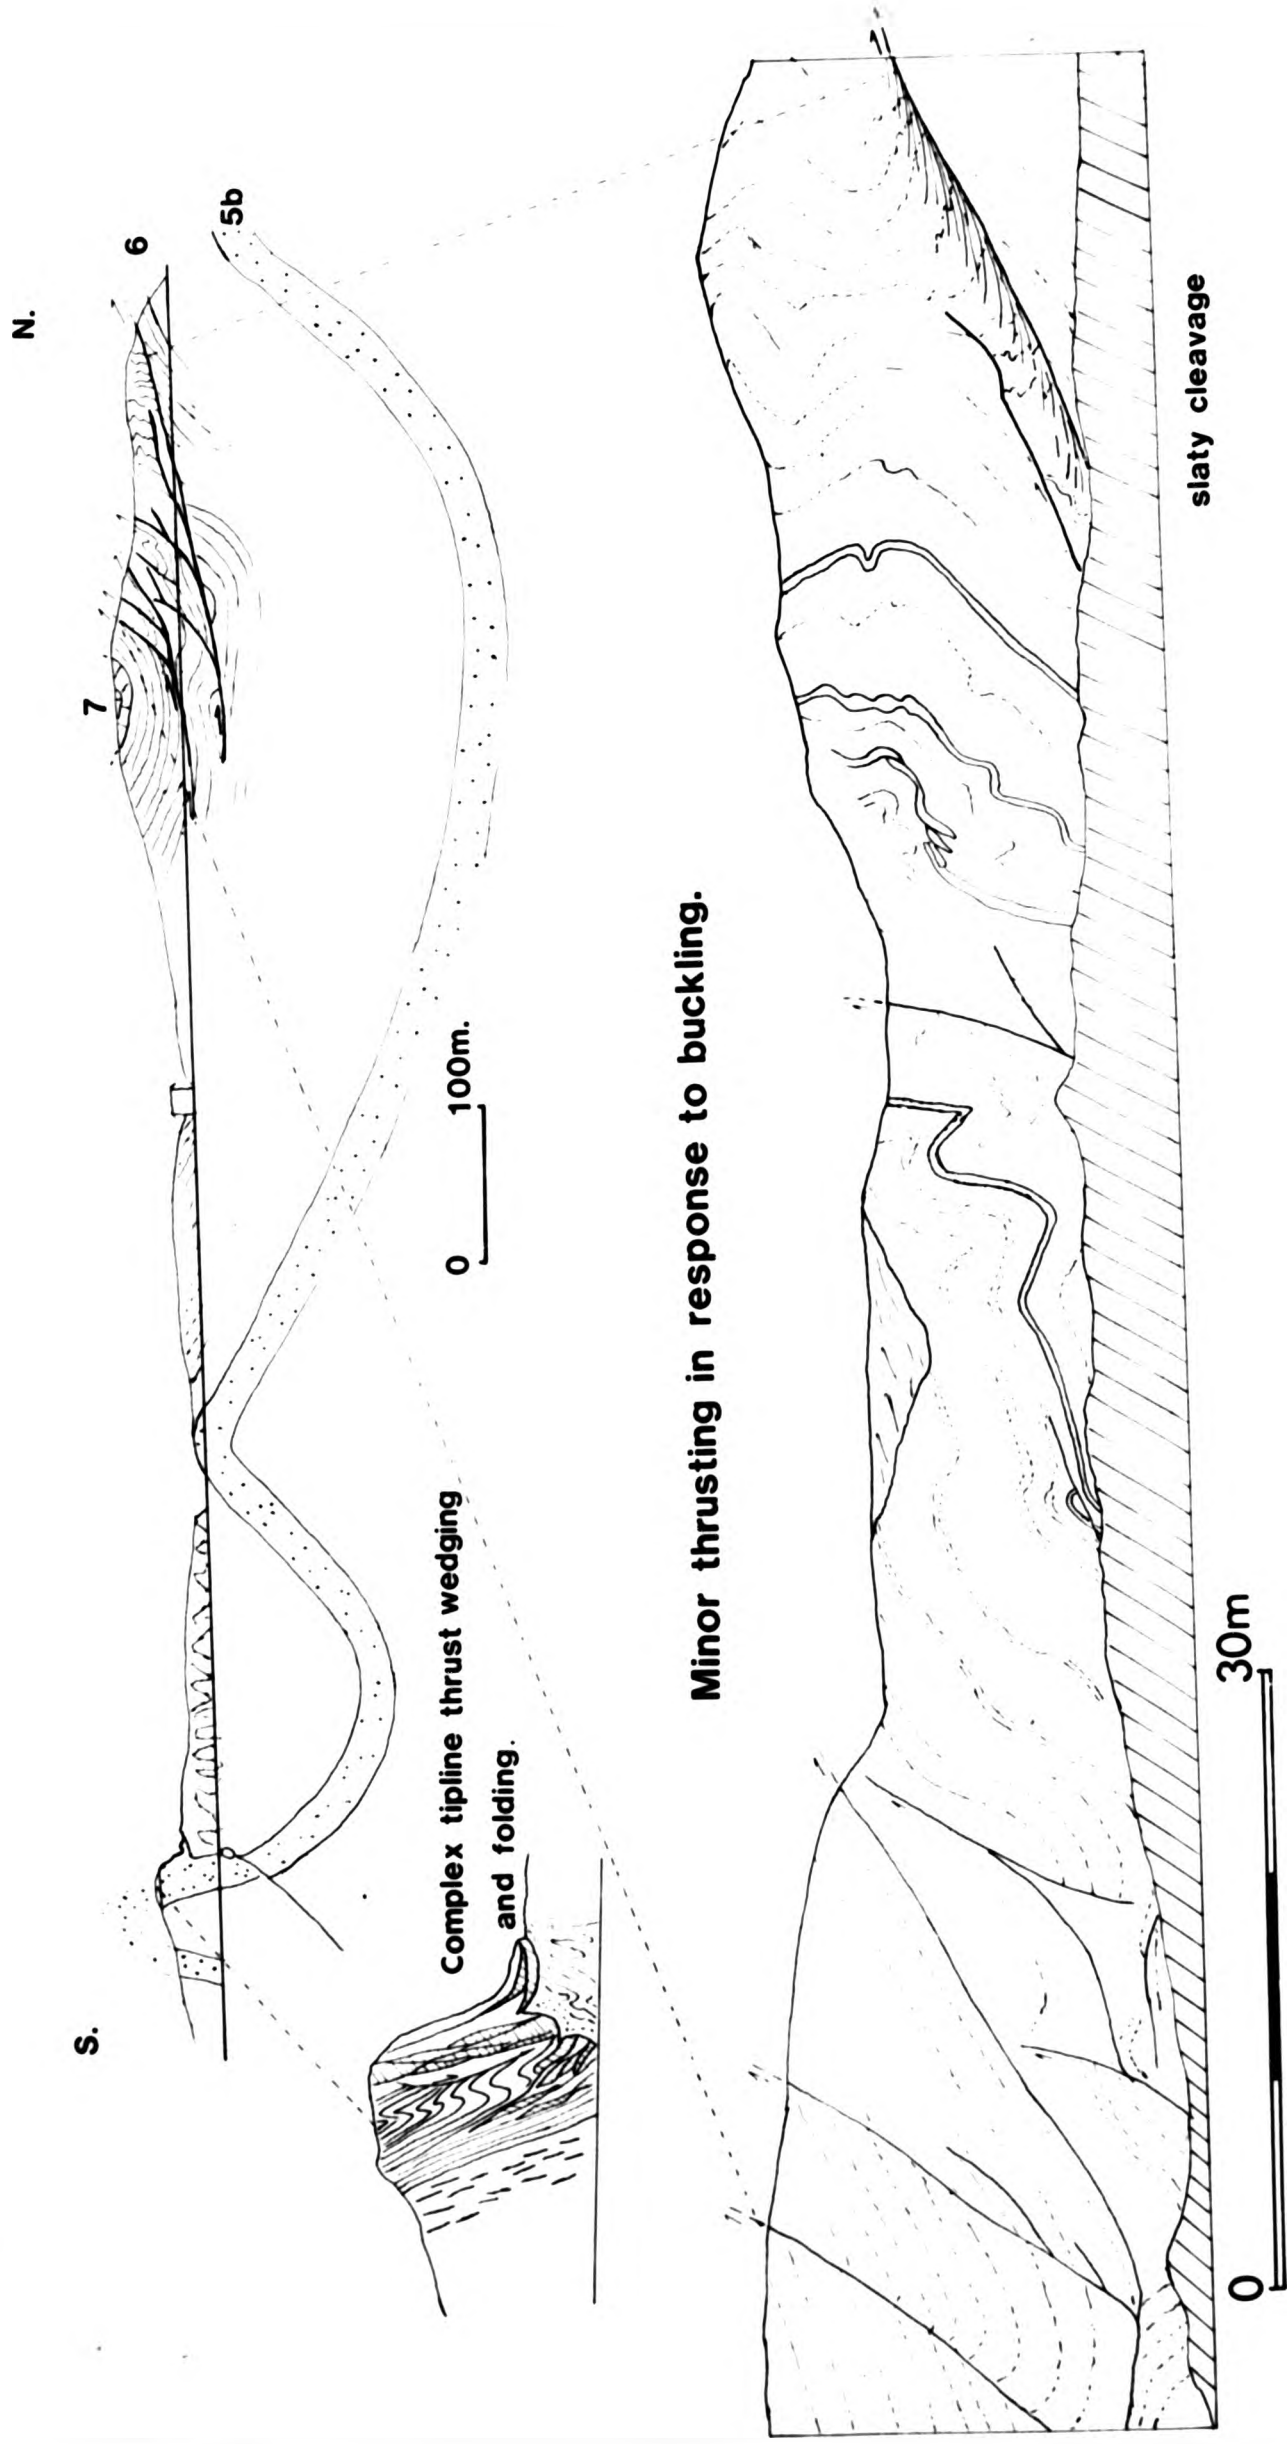 S.
N.
7
6
5b
0 100m.
Complex tipline thrust wedging
and folding.
Minor thrusting in response to buckling.
slaty cleavage
0 30m